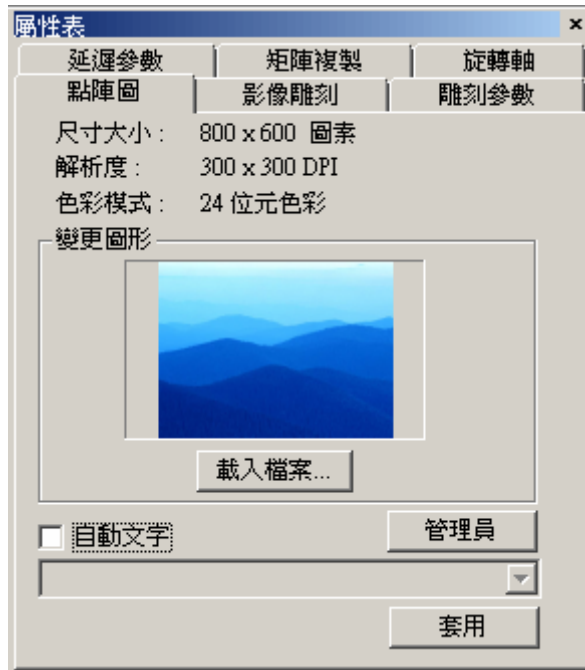 屬性表
延遲參數 矩陣複製 旋轉軸
點陣圖 影像雕刻 雕刻參數
尺寸大小: 800 x 600 圖素
解析度: 300 x 300 DPI
色彩模式: 24 位元色彩
變更圖形
載入檔案...
自動文字 管理員
套用